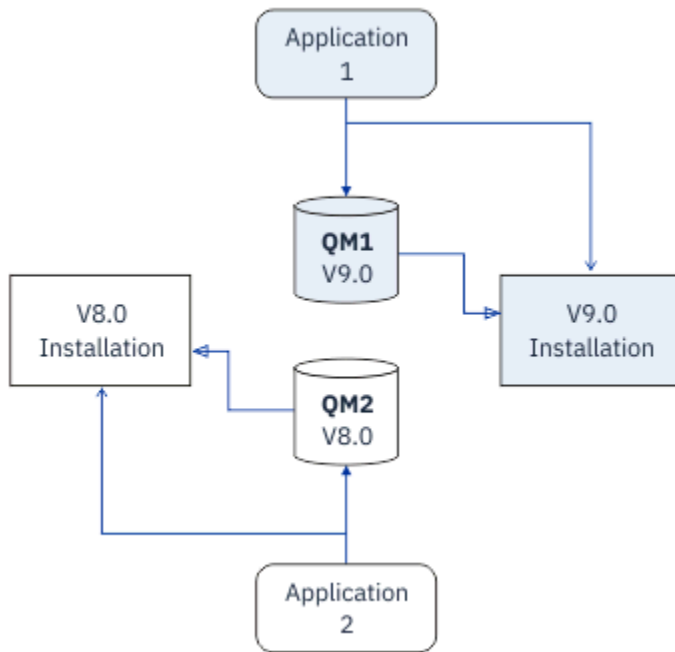 Application
1
QM1
V9.0
V8.0
Installation
V9.0
Installation
QM2
V8.0
Application
2